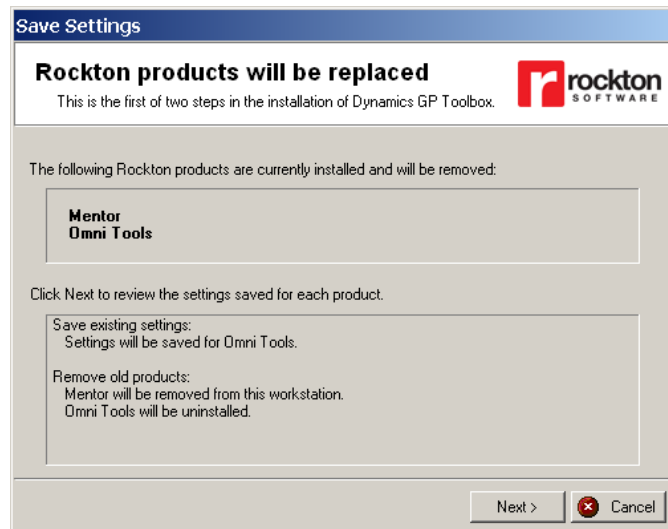 Save Settings
Rockton products will be replaced
This is the first of two steps in the installation of Dynamics GP Toolbox.
rockton
SOFTWARE
The following Rockton products are currently installed and will be removed:
Mentor
Omni Tools
Click Next to review the settings saved for each product.
Save existing settings:
Settings will be saved for Omni Tools.
Remove old products:
Mentor will be removed from this workstation.
Omni Tools will be uninstalled.
Next >
Cancel